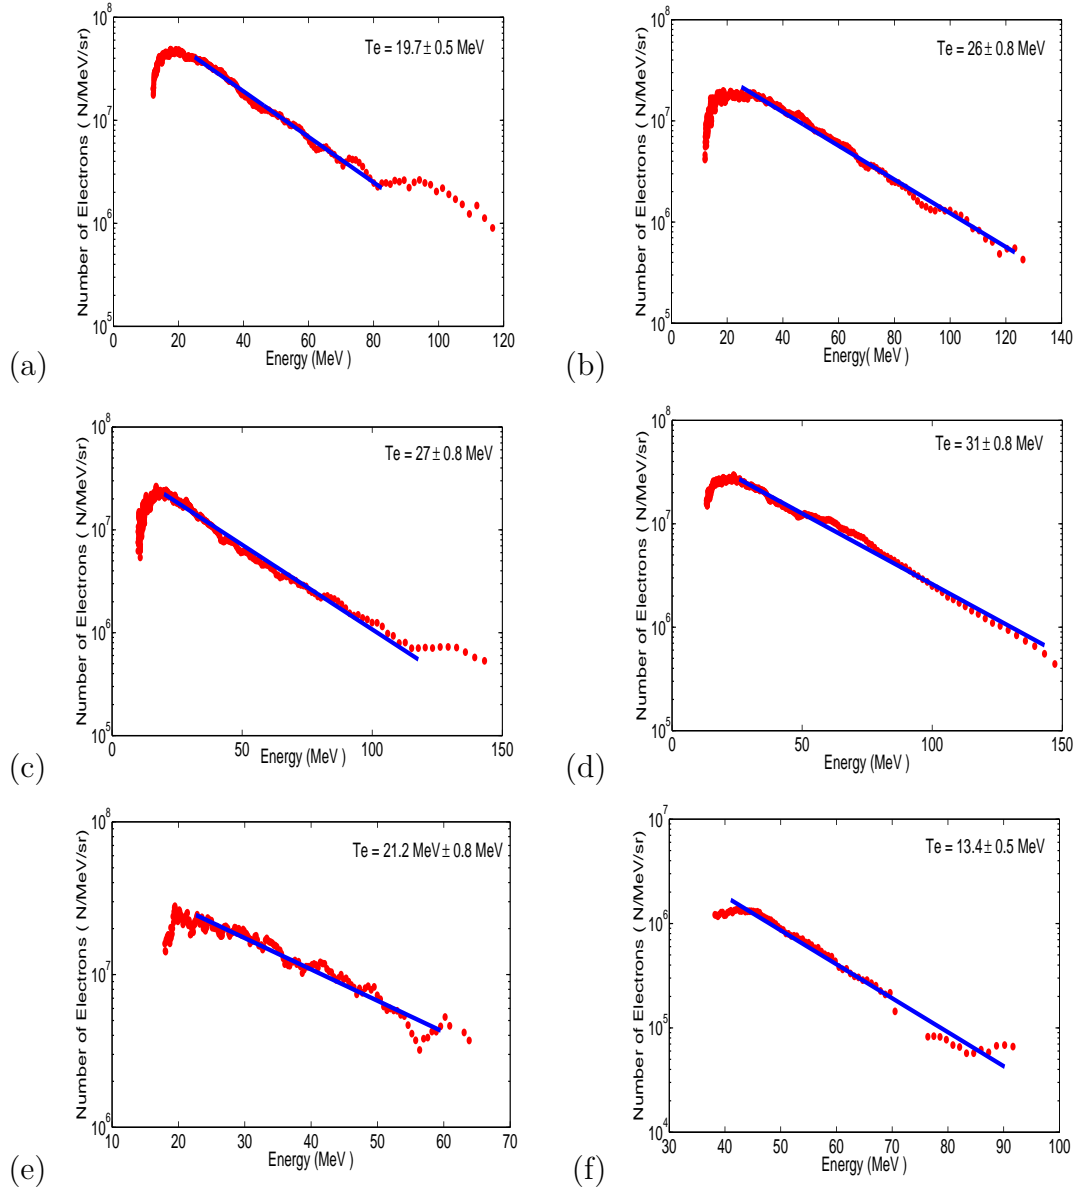 10^8
10^7
10^6
10^5
Number of Electrons ( N/MeV/sr)
Te = 19.7 ± 0.5 MeV
0 20 40 60 80 100 120
Energy (MeV )
(a)
10^8
10^7
10^6
10^5
Number of Electrons ( N/MeV/sr)
Te = 26 ± 0.8 MeV
0 20 40 60 80 100 120 140
Energy( MeV )
(b)
10^8
10^7
10^6
10^5
Number of Electrons ( N/MeV/sr)
Te = 27 ± 0.8 MeV
0 50 100 150
Energy (MeV )
(c)
10^8
10^7
10^6
10^5
Number of Electrons ( N/MeV/sr)
Te = 31 ± 0.8 MeV
0 50 100 150
Energy (MeV )
(d)
10^8
10^7
10^6
Number of Electrons ( N/MeV/sr)
Te = 21.2 MeV ± 0.8 MeV
10 20 30 40 50 60 70
Energy (MeV )
(e)
10^7
10^6
10^5
10^4
Number of Electrons ( N/MeV/sr)
Te = 13.4 ± 0.5 MeV
30 40 50 60 70 80 90 100
Energy (MeV )
(f)